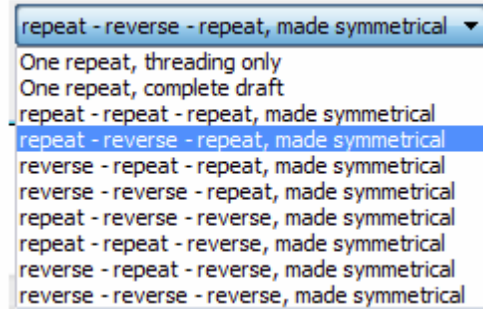 repeat - reverse - repeat, made symmetrical
One repeat, threading only
One repeat, complete draft
repeat - repeat - repeat, made symmetrical
repeat - reverse - repeat, made symmetrical
reverse - repeat - repeat, made symmetrical
reverse - reverse - repeat, made symmetrical
repeat - reverse - reverse, made symmetrical
repeat - repeat - reverse, made symmetrical
reverse - repeat - reverse, made symmetrical
reverse - reverse - reverse, made symmetrical